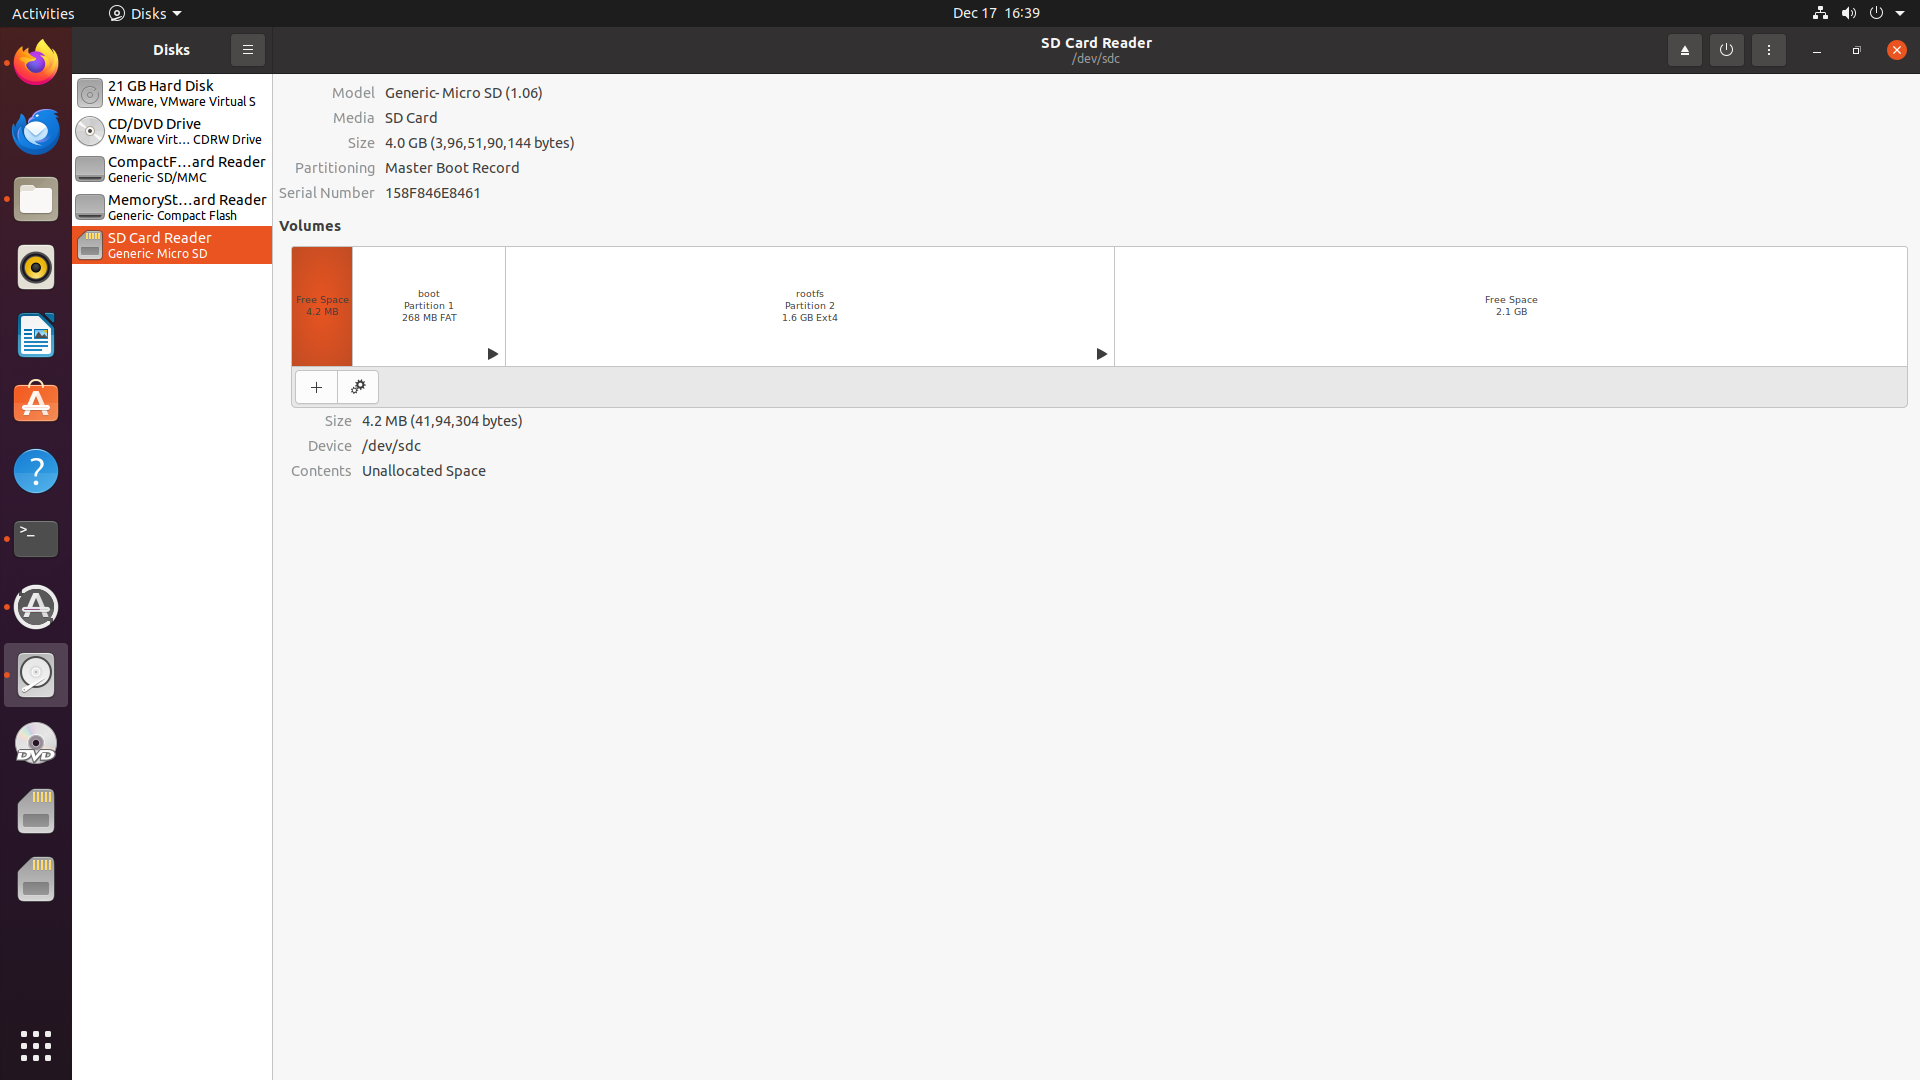 Activities
Disks
Dec 17 16:39
Disks
SD Card Reader
/dev/sdc
21 GB Hard Disk
VMware, VMware Virtual S
CD/DVD Drive
VMware Virt… CDRW Drive
CompactF…ard Reader
Generic- SD/MMC
MemorySt…ard Reader
Generic- Compact Flash
SD Card Reader
Generic- Micro SD
Model Generic- Micro SD (1.06)
Media SD Card
Size 4.0 GB (3,96,51,90,144 bytes)
Partitioning Master Boot Record
Serial Number 158F846E8461
Volumes
Free Space
4.2 MB
boot
Partition 1
268 MB FAT
rootfs
Partition 2
1.6 GB Ext4
Free Space
2.1 GB
Size 4.2 MB (41,94,304 bytes)
Device /dev/sdc
Contents Unallocated Space
DVD